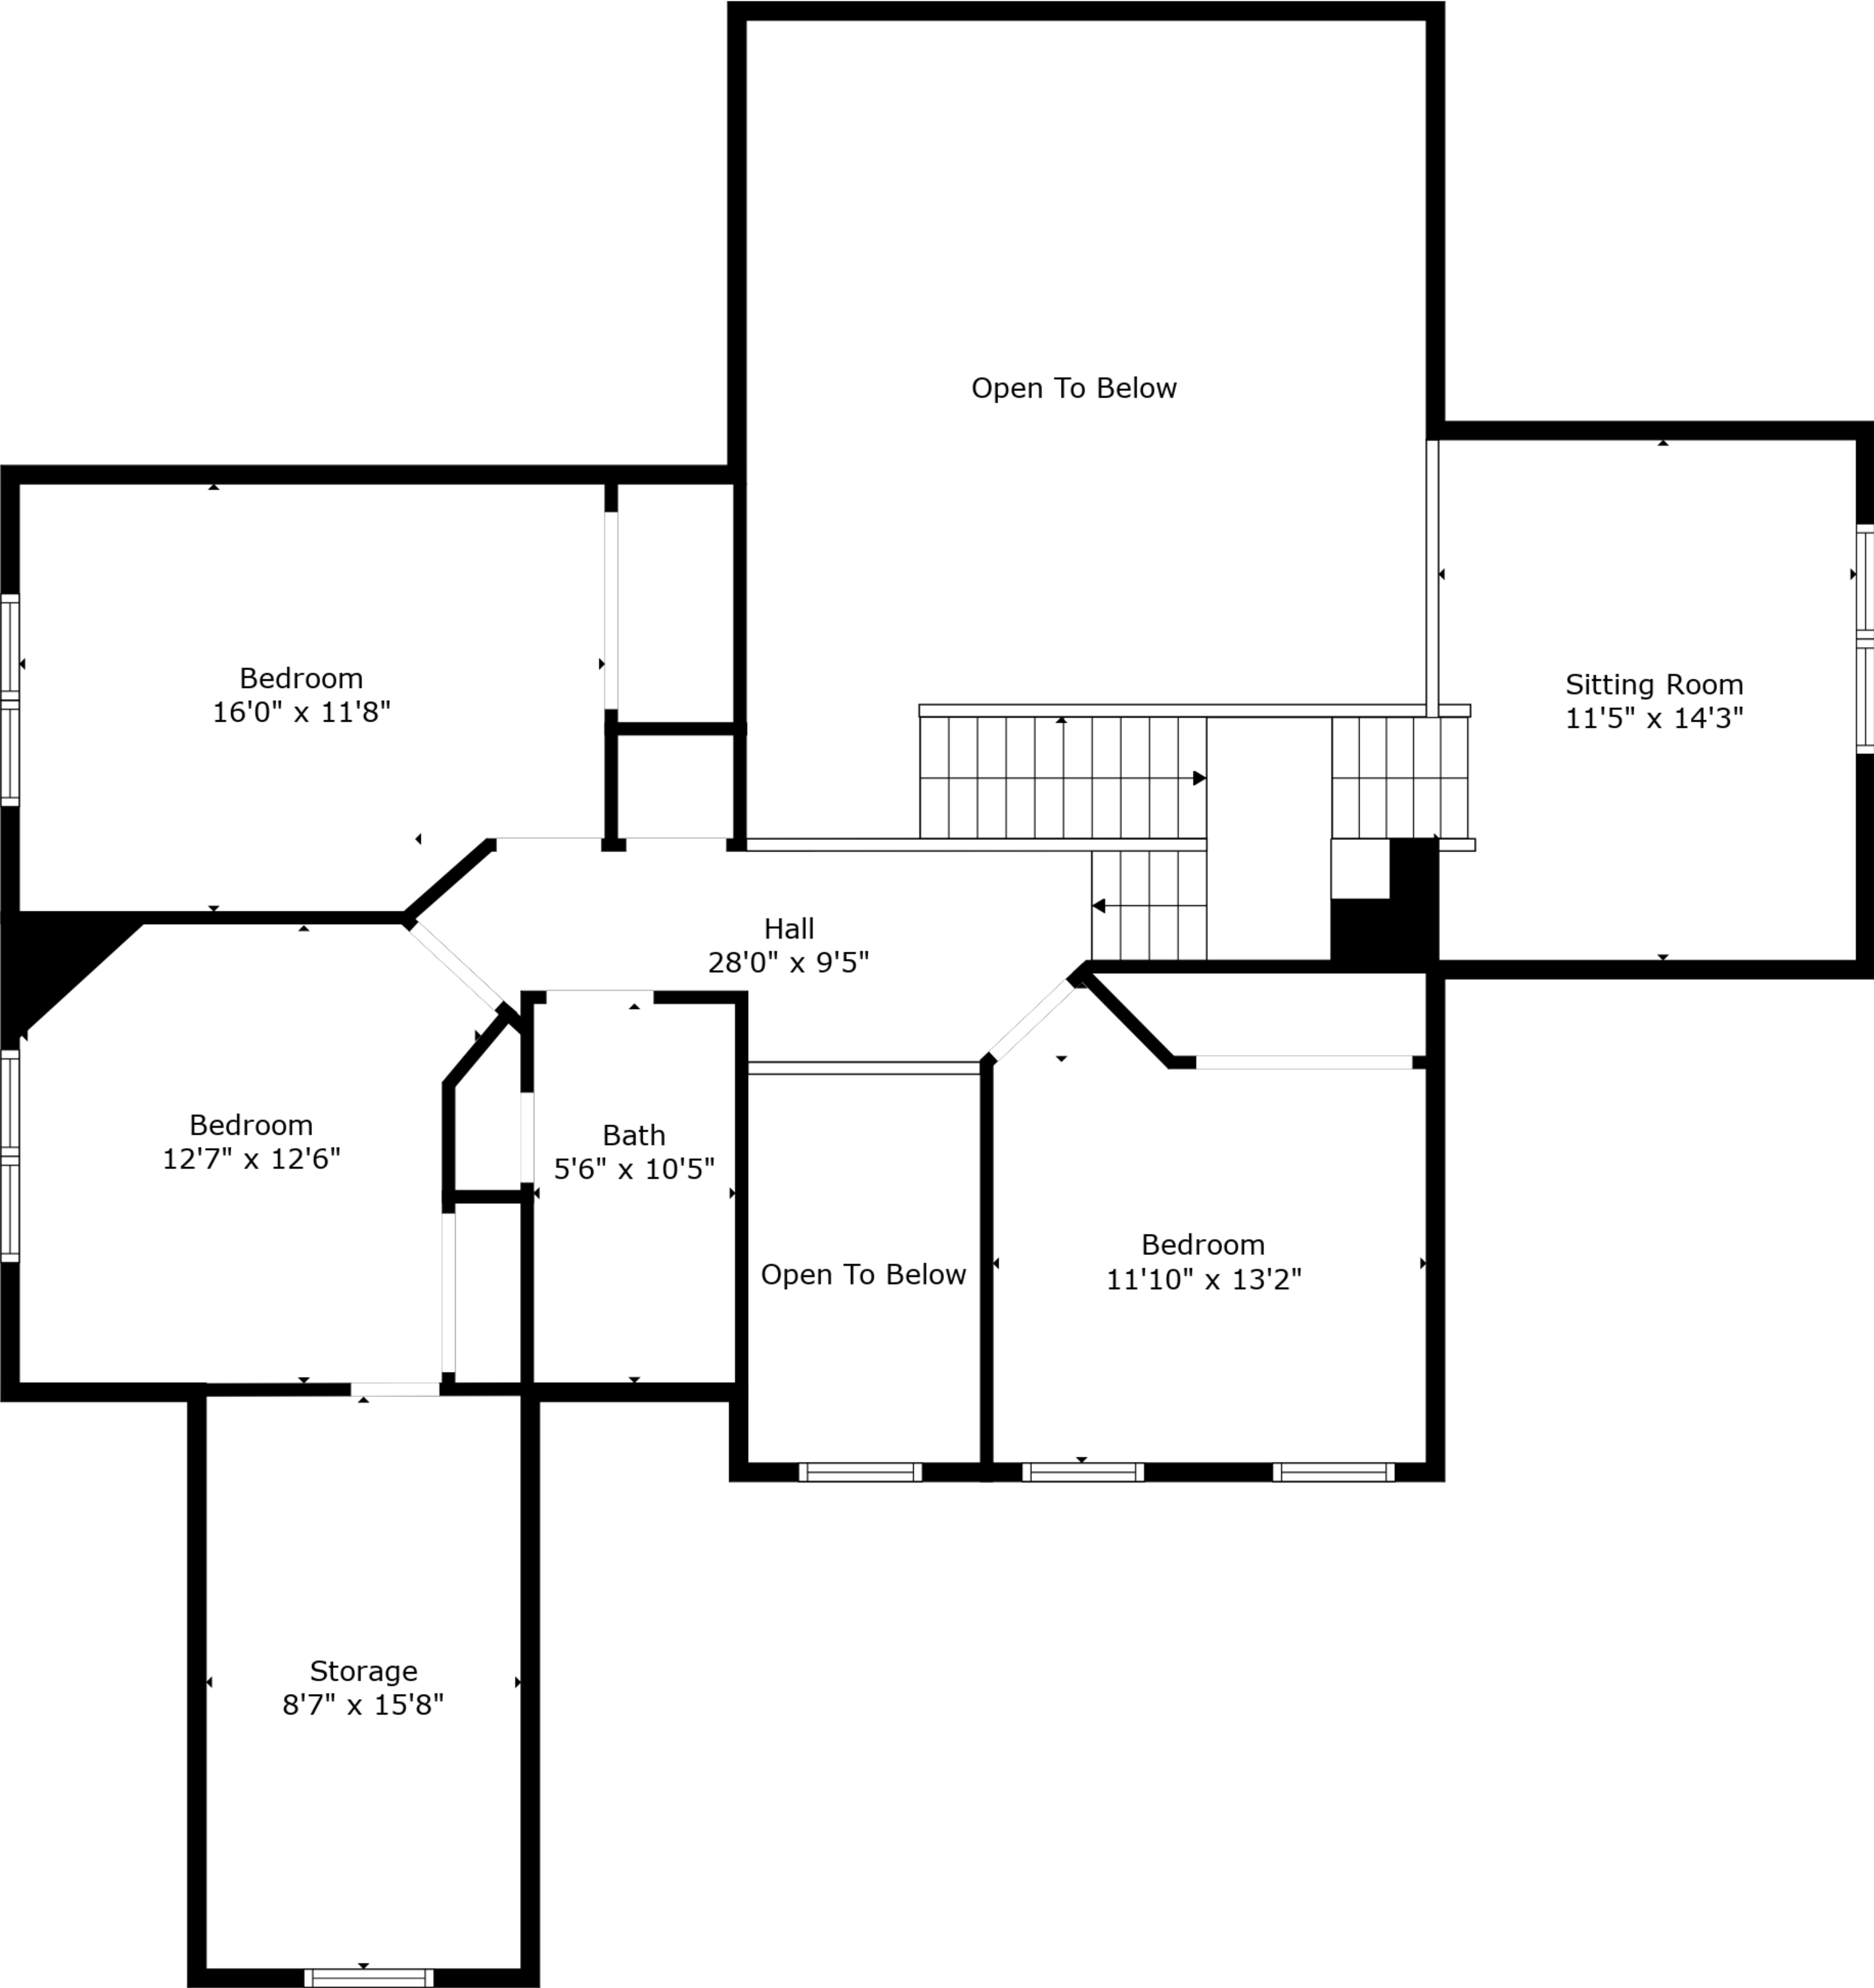 Open To Below
Bedroom
16'0" x 11'8"
Sitting Room
11'5" x 14'3"
Hall
28'0" x 9'5"
Bedroom
12'7" x 12'6"
Bath
5'6" x 10'5"
Open To Below
Bedroom
11'10" x 13'2"
Storage
8'7" x 15'8"